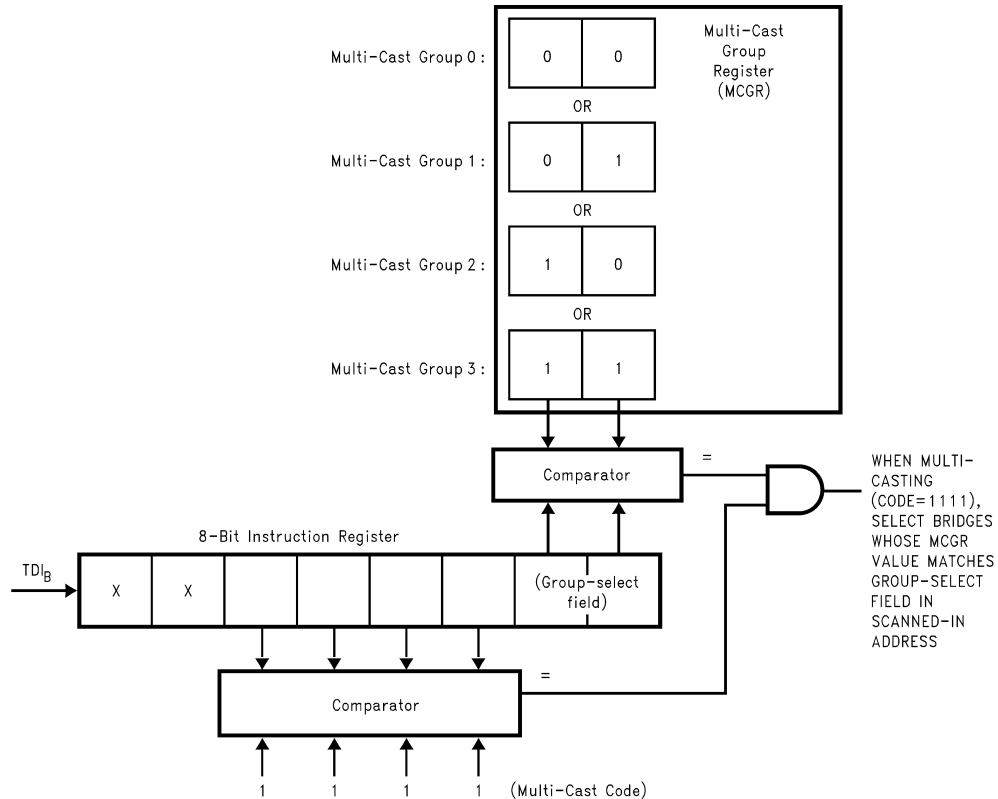 Multi-Cast Group 0 :
0 0
Multi-Cast
Group
Register
(MCGR)
OR
Multi-Cast Group 1 :
0 1
OR
Multi-Cast Group 2 :
1 0
OR
Multi-Cast Group 3 :
1 1
Comparator
=
WHEN MULTI-
CASTING
(CODE=1111),
SELECT BRIDGES
WHOSE MCGR
VALUE MATCHES
GROUP-SELECT
FIELD IN
SCANNED-IN
ADDRESS
8-Bit Instruction Register
TDIB
X X
(Group-select
field)
=
Comparator
1 1 1 1 (Multi-Cast Code)